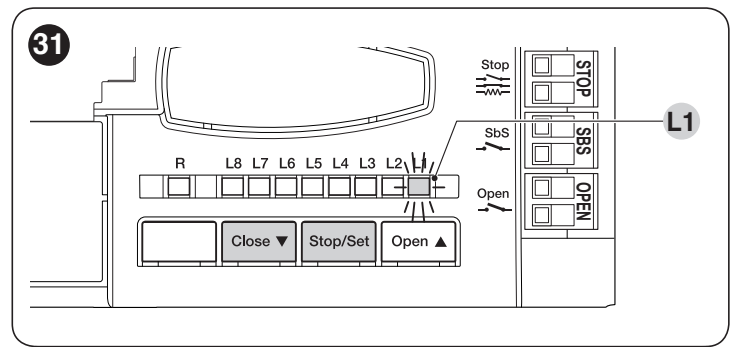 31
Stop
STOP
L1
SbS
SBS
R L8 L7 L6 L5 L4 L3 L2 L1
Open
OPEN
Close ▼ Stop/Set Open ▲